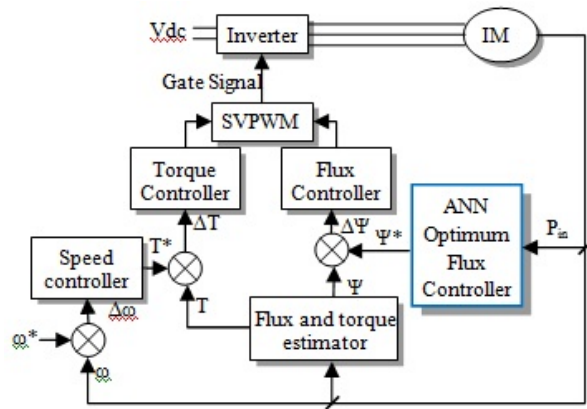 Vdc
Inverter
IM
Gate Signal
SVPWM
Torque
Controller
Flux
Controller
ANN
Optimum
Flux
Controller
P_in
ΔT
ΔΨ
Ψ*
T*
Speed
controller
T
Ψ
Δω
Flux and torque
estimator
ω*
ω